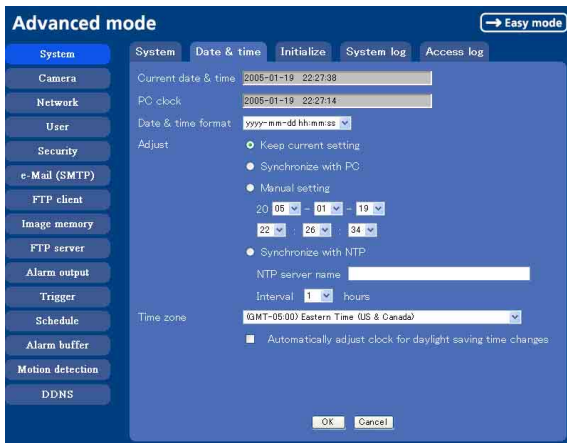 Advanced mode
→ Easy mode
System
Camera
Network
User
Security
e-Mail (SMTP)
FTP client
Image memory
FTP server
Alarm output
Trigger
Schedule
Alarm buffer
Motion detection
DDNS
System Date & time Initialize System log Access log
Current date & time 2005-01-19 22:27:38
PC clock 2005-01-19 22:27:14
Date & time format yyyy-mm-dd hh:mm:ss
Adjust Keep current setting
Synchronize with PC
Manual setting
20 05 - 01 - 19
22 : 26 : 34
Synchronize with NTP
NTP server name
Interval 1 hours
Time zone (GMT-05:00) Eastern Time (US & Canada)
Automatically adjust clock for daylight saving time changes
OK Cancel